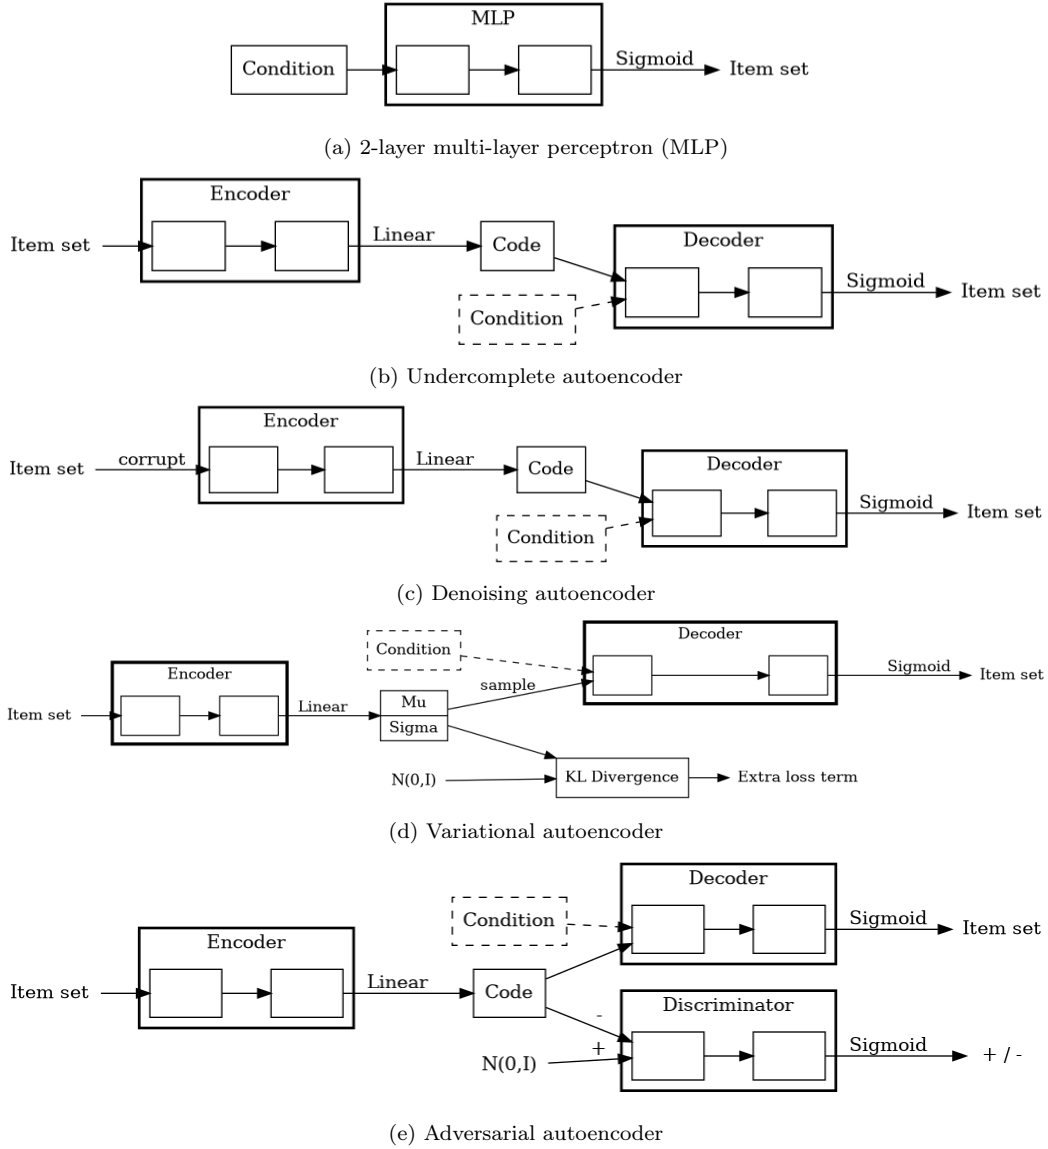 MLP
Condition
Sigmoid
Item set
(a) 2-layer multi-layer perceptron (MLP)
Encoder
Item set
Linear
Code
Decoder
Condition
Sigmoid
Item set
(b) Undercomplete autoencoder
Encoder
Item set
corrupt
Linear
Code
Decoder
Condition
Sigmoid
Item set
(c) Denoising autoencoder
Decoder
Condition
Encoder
Item set
Linear
Mu
Sigma
sample
Sigmoid
Item set
N(0,I)
KL Divergence
Extra loss term
(d) Variational autoencoder
Decoder
Condition
Sigmoid
Item set
Encoder
Item set
Linear
Code
Discriminator
-
+
N(0,I)
Sigmoid
+ / -
(e) Adversarial autoencoder